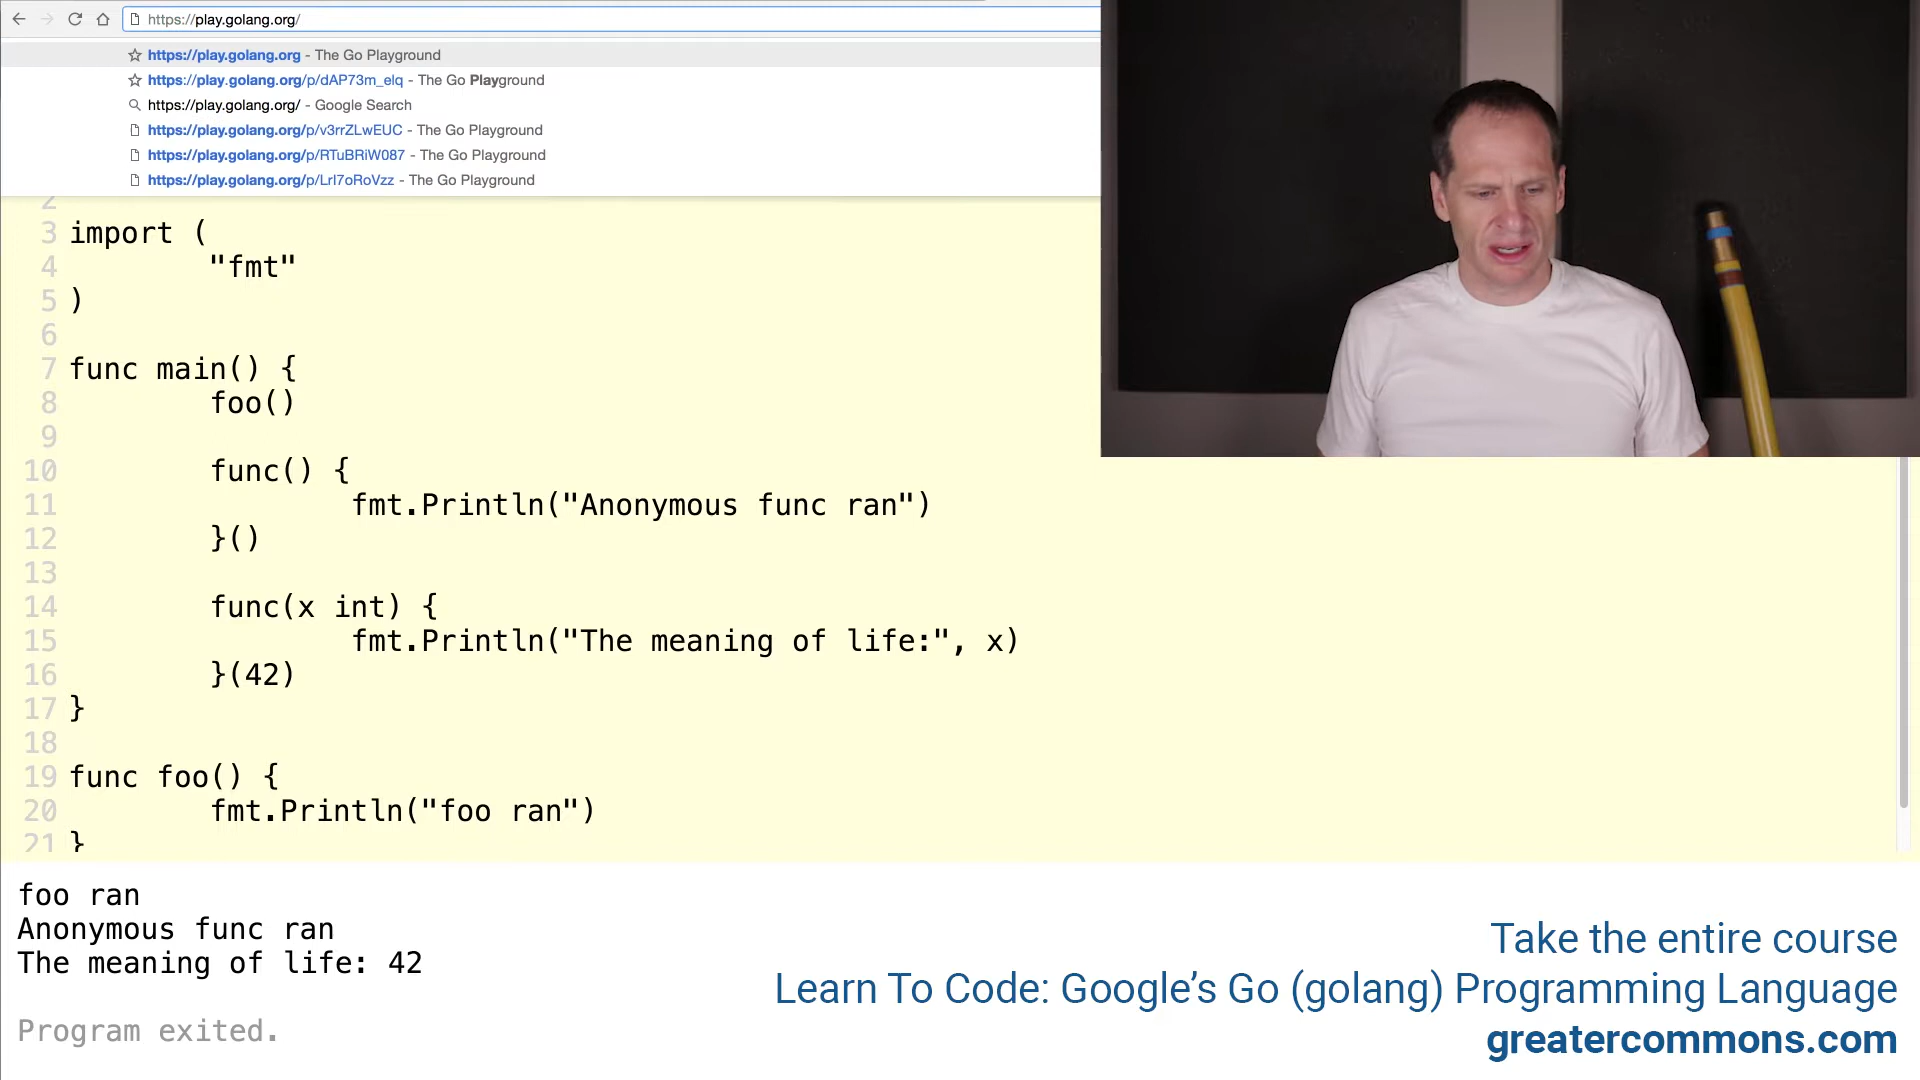 https://play.golang.org/
https://play.golang.org - The Go Playground
https://play.golang.org/p/dAP73m_elq - The Go Playground
https://play.golang.org/ - Google Search
https://play.golang.org/p/v3rrZLwEUC - The Go Playground
https://play.golang.org/p/RTuBRiW087 - The Go Playground
https://play.golang.org/p/LrI7oRoVzz - The Go Playground
2
3 import (
4 "fmt"
5 )
6
7 func main() {
8 foo()
9
10 func() {
11 fmt.Println("Anonymous func ran")
12 }()
13
14 func(x int) {
15 fmt.Println("The meaning of life:", x)
16 }(42)
17 }
18
19 func foo() {
20 fmt.Println("foo ran")
21 }
foo ran
Anonymous func ran
The meaning of life: 42
Program exited.
Take the entire course
Learn To Code: Google’s Go (golang) Programming Language
greatercommons.com